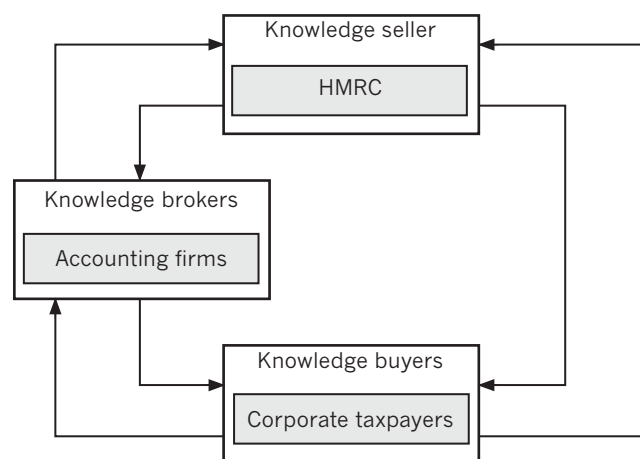 Knowledge seller
HMRC
Knowledge brokers
Accounting firms
Knowledge buyers
Corporate taxpayers